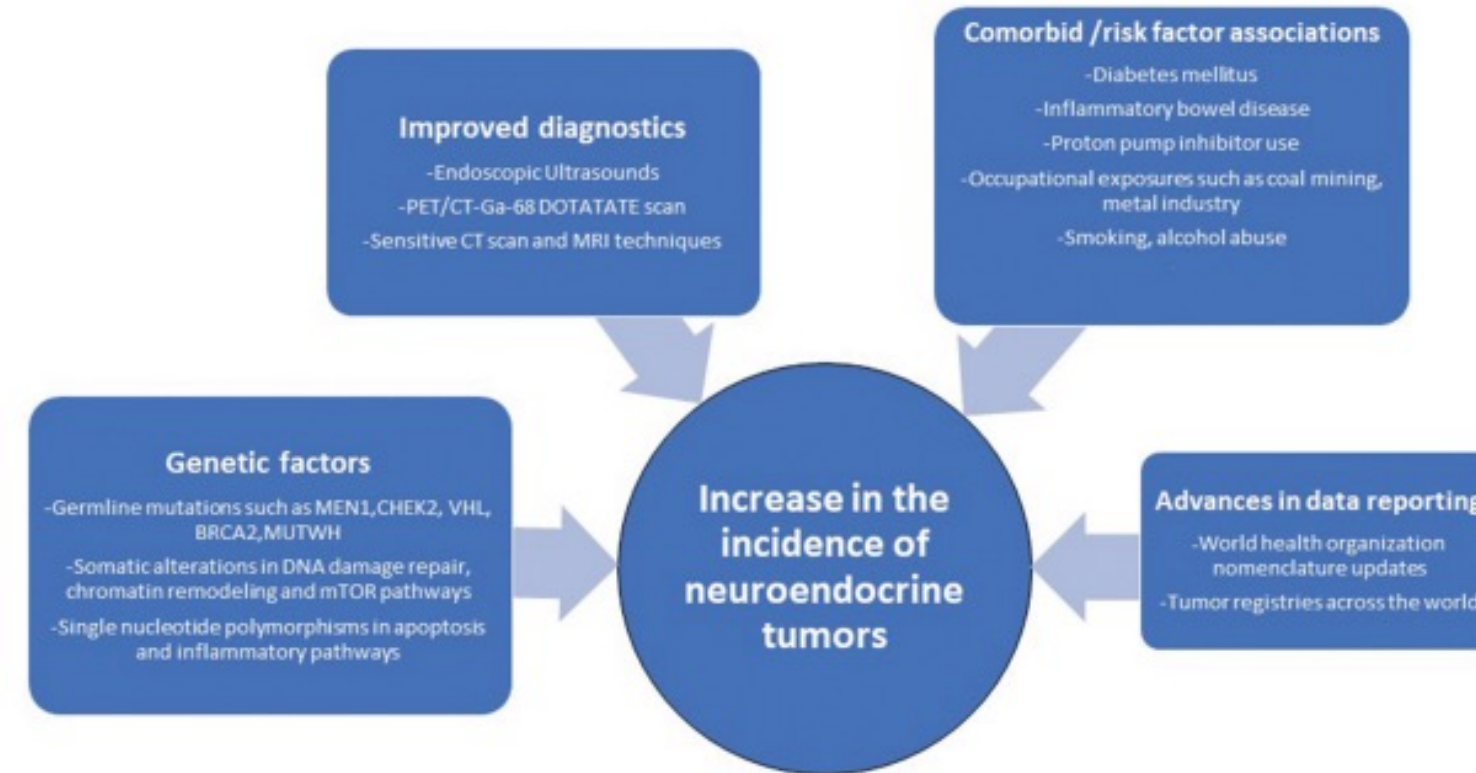 Improved diagnostics
-Endoscopic Ultrasounds
-PET/CT-Ga-68 DOTATATE scan
-Sensitive CT scan and MRI techniques
Comorbid /risk factor associations
-Diabetes mellitus
-Inflammatory bowel disease
-Proton pump inhibitor use
-Occupational exposures such as coal mining,
metal industry
-Smoking, alcohol abuse
Genetic factors
-Germline mutations such as MEN1,CHEK2, VHL,
BRCA2,MUTWH
-Somatic alterations in DNA damage repair,
chromatin remodeling and mTOR pathways
-Single nucleotide polymorphisms in apoptosis
and inflammatory pathways
Increase in the
incidence of
neuroendocrine
tumors
Advances in data reporting
-World health organization
nomenclature updates
-Tumor registries across the world